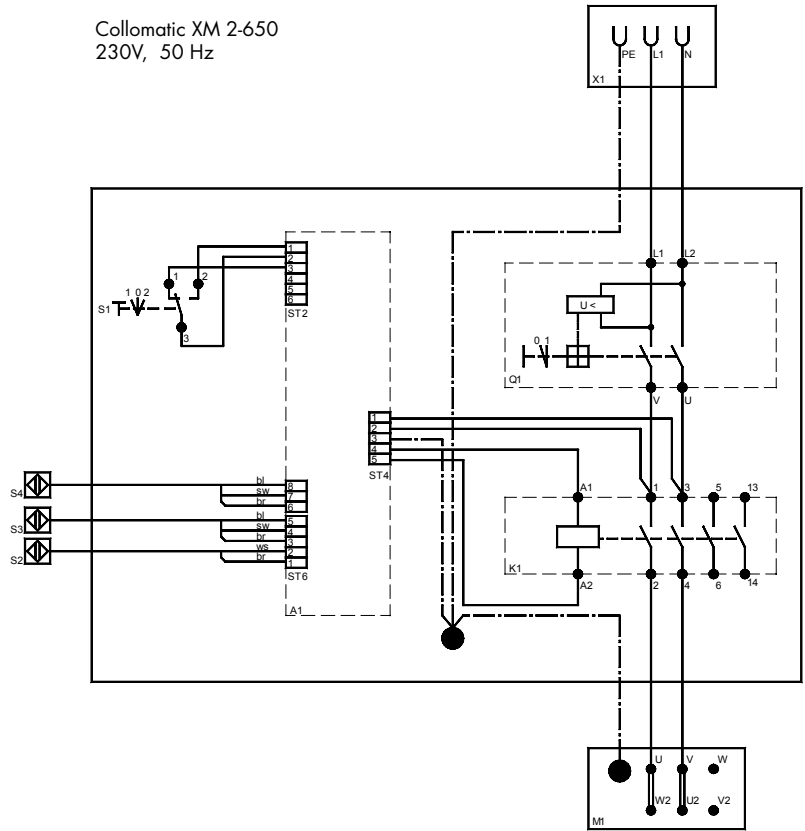 Collomatic XM 2-650
230V, 50 Hz
PE L1 N
X1
L1 L2
1
2
3
4
5
6
ST2
1 2
1 0 2
S1
3
U <
0 1
Q1
V U
1
2
3
4
5
ST4
A1 1 3 5 13
K1
A2 2 4 6 14
S4
bl 8
sw 7
br 6
S3
bl 5
sw 4
br 3
S2
ws 2
br 1
ST6
A1
U V W
W2 U2 V2
M1